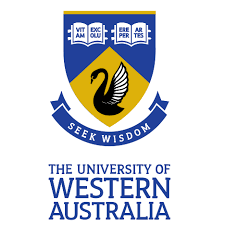 VIT EXC ERE AR
AM OLU PER TES
SEEK WISDOM
THE UNIVERSITY OF
WESTERN
AUSTRALIA